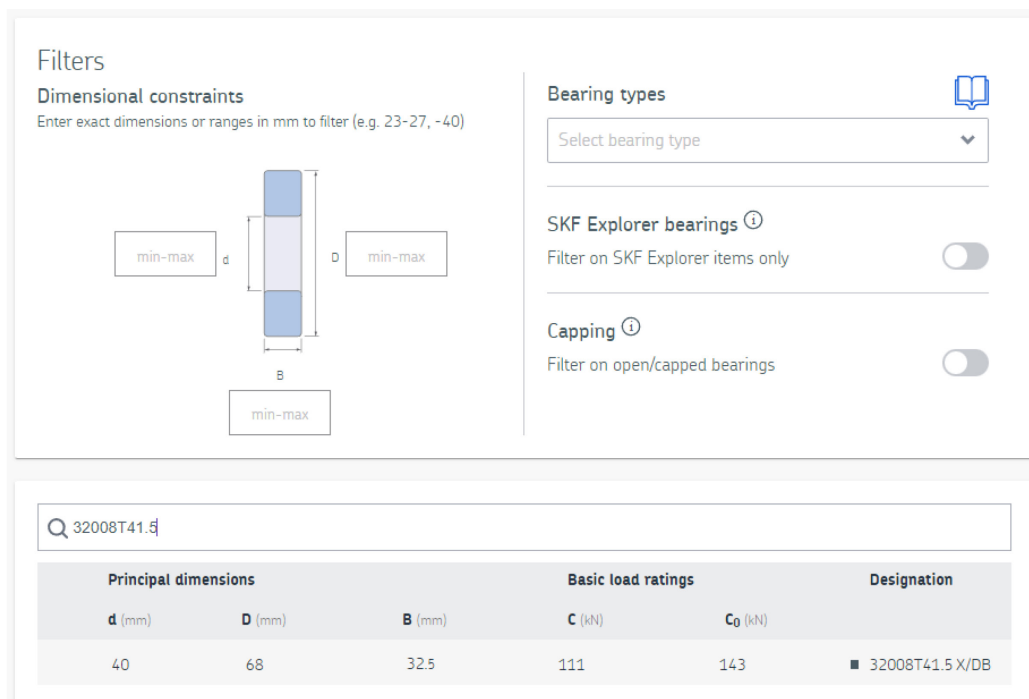 Filters
Dimensional constraints
Enter exact dimensions or ranges in mm to filter (e.g. 23-27, -40)
min-max
d
D
min-max
B
min-max
Bearing types
Select bearing type
SKF Explorer bearings
Filter on SKF Explorer items only
Capping
Filter on open/capped bearings
32008T41.5
Principal dimensions Basic load ratings Designation
d (mm) D (mm) B (mm) C (kN) C₀ (kN)
40 68 32.5 111 143 32008T41.5 X/DB